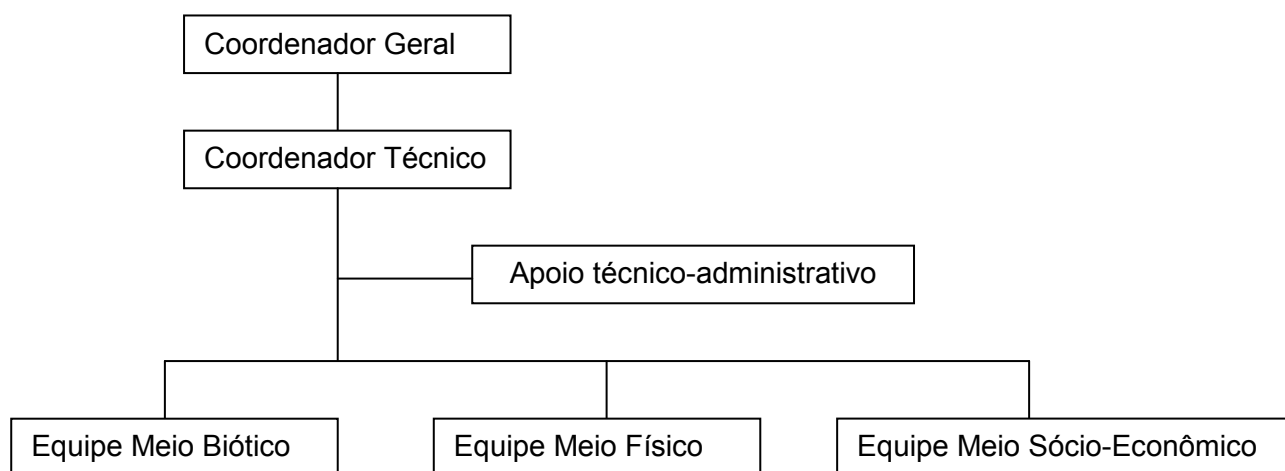 Coordenador Geral
Coordenador Técnico
Apoio técnico-administrativo
Equipe Meio Biótico
Equipe Meio Físico
Equipe Meio Sócio-Econômico